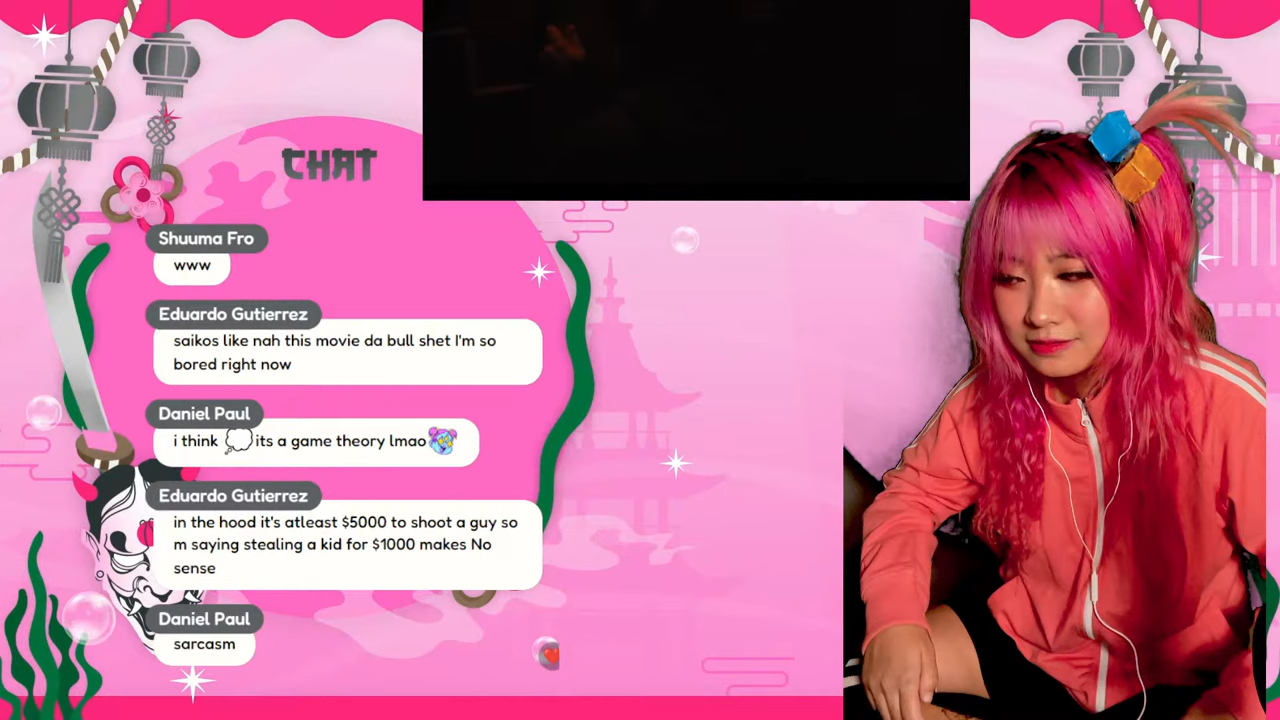 CHAT
Shuuma Fro
www
Eduardo Gutierrez
saikos like nah this movie da bull shet I'm so
bored right now
Daniel Paul
i think its a game theory lmao
Eduardo Gutierrez
in the hood it's atleast $5000 to shoot a guy so
m saying stealing a kid for $1000 makes No
sense
Daniel Paul
sarcasm